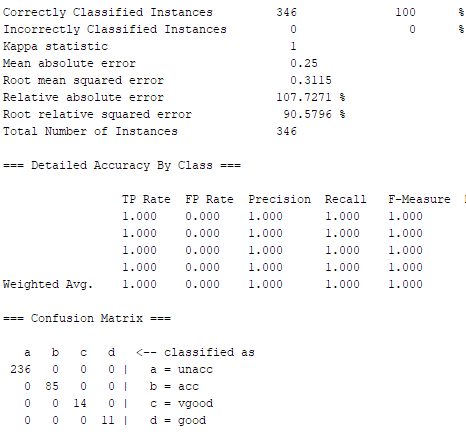 Correctly Classified Instances 346 100 %
Incorrectly Classified Instances 0 0 %
Kappa statistic 1
Mean absolute error 0.25
Root mean squared error 0.3115
Relative absolute error 107.7271 %
Root relative squared error 90.5796 %
Total Number of Instances 346
=== Detailed Accuracy By Class ===
TP Rate FP Rate Precision Recall F-Measure
1.000 0.000 1.000 1.000 1.000
1.000 0.000 1.000 1.000 1.000
1.000 0.000 1.000 1.000 1.000
1.000 0.000 1.000 1.000 1.000
Weighted Avg. 1.000 0.000 1.000 1.000 1.000
=== Confusion Matrix ===
a b c d <-- classified as
236 0 0 0 | a = unacc
0 85 0 0 | b = acc
0 0 14 0 | c = vgood
0 0 0 11 | d = good